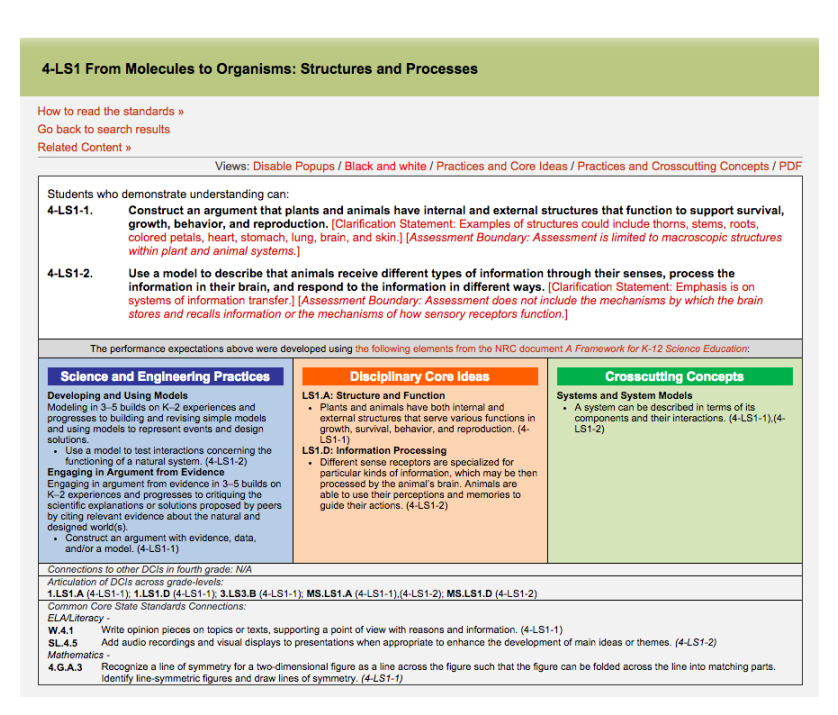 4-LS1 From Molecules to Organisms: Structures and Processes
How to read the standards »
Go back to search results
Related Content »
Views: Disable Popups / Black and white / Practices and Core Ideas / Practices and Crosscutting Concepts / PDF
Students who demonstrate understanding can:
4-LS1-1. Construct an argument that plants and animals have internal and external structures that function to support survival,
growth, behavior, and reproduction. [Clarification Statement: Examples of structures could include thorns, stems, roots,
colored petals, heart, stomach, lung, brain, and skin.] [Assessment Boundary: Assessment is limited to macroscopic structures
within plant and animal systems.]
4-LS1-2. Use a model to describe that animals receive different types of information through their senses, process the
information in their brain, and respond to the information in different ways. [Clarification Statement: Emphasis is on
systems of information transfer.] [Assessment Boundary: Assessment does not include the mechanisms by which the brain
stores and recalls information or the mechanisms of how sensory receptors function.]
The performance expectations above were developed using the following elements from the NRC document A Framework for K-12 Science Education:
Science and Engineering Practices
Developing and Using Models
Modeling in 3–5 builds on K–2 experiences and
progresses to building and revising simple models
and using models to represent events and design
solutions.
• Use a model to test interactions concerning the
functioning of a natural system. (4-LS1-2)
Engaging in Argument from Evidence
Engaging in argument from evidence in 3–5 builds on
K–2 experiences and progresses to critiquing the
scientific explanations or solutions proposed by peers
by citing relevant evidence about the natural and
designed world(s).
• Construct an argument with evidence, data,
and/or a model. (4-LS1-1)
Disciplinary Core Ideas
LS1.A: Structure and Function
• Plants and animals have both internal and
external structures that serve various functions in
growth, survival, behavior, and reproduction. (4-
LS1-1)
LS1.D: Information Processing
• Different sense receptors are specialized for
particular kinds of information, which may be then
processed by the animal's brain. Animals are
able to use their perceptions and memories to
guide their actions. (4-LS1-2)
Crosscutting Concepts
Systems and System Models
• A system can be described in terms of its
components and their interactions. (4-LS1-1),(4-
LS1-2)
Connections to other DCIs in fourth grade: N/A
Articulation of DCIs across grade-levels:
1.LS1.A (4-LS1-1); 1.LS1.D (4-LS1-1); 3.LS3.B (4-LS1-1); MS.LS1.A (4-LS1-1),(4-LS1-2); MS.LS1.D (4-LS1-2)
Common Core State Standards Connections:
ELA/Literacy -
W.4.1 Write opinion pieces on topics or texts, supporting a point of view with reasons and information. (4-LS1-1)
SL.4.5 Add audio recordings and visual displays to presentations when appropriate to enhance the development of main ideas or themes. (4-LS1-2)
Mathematics -
4.G.A.3 Recognize a line of symmetry for a two-dimensional figure as a line across the figure such that the figure can be folded across the line into matching parts.
Identify line-symmetric figures and draw lines of symmetry. (4-LS1-1)